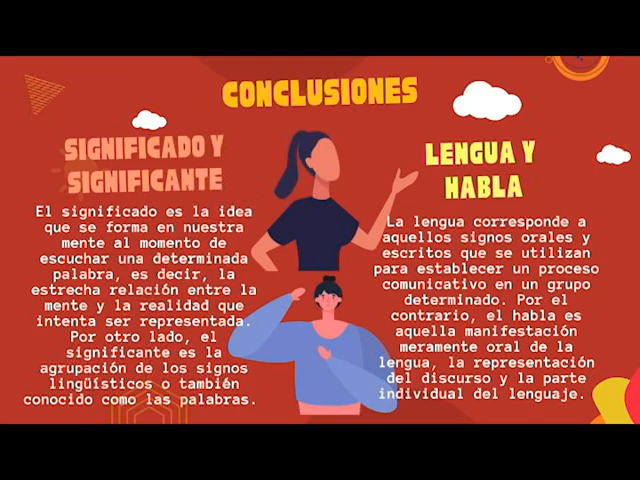 CONCLUSIONES
SIGNIFICADO Y
SIGNIFICANTE
El significado es la idea
que se forma en nuestra
mente al momento de
escuchar una determinada
palabra, es decir, la
estrecha relación entre la
mente y la realidad que
intenta ser representada.
Por otro lado, el
significante es la
agrupación de los signos
lingüísticos o también
conocido como las palabras.
LENGUA Y
HABLA
La lengua corresponde a
aquellos signos orales y
escritos que se utilizan
para establecer un proceso
comunicativo en un grupo
determinado. Por el
contrario, el habla es
aquella manifestación
meramente oral de la
lengua, la representación
del discurso y la parte
individual del lenguaje.